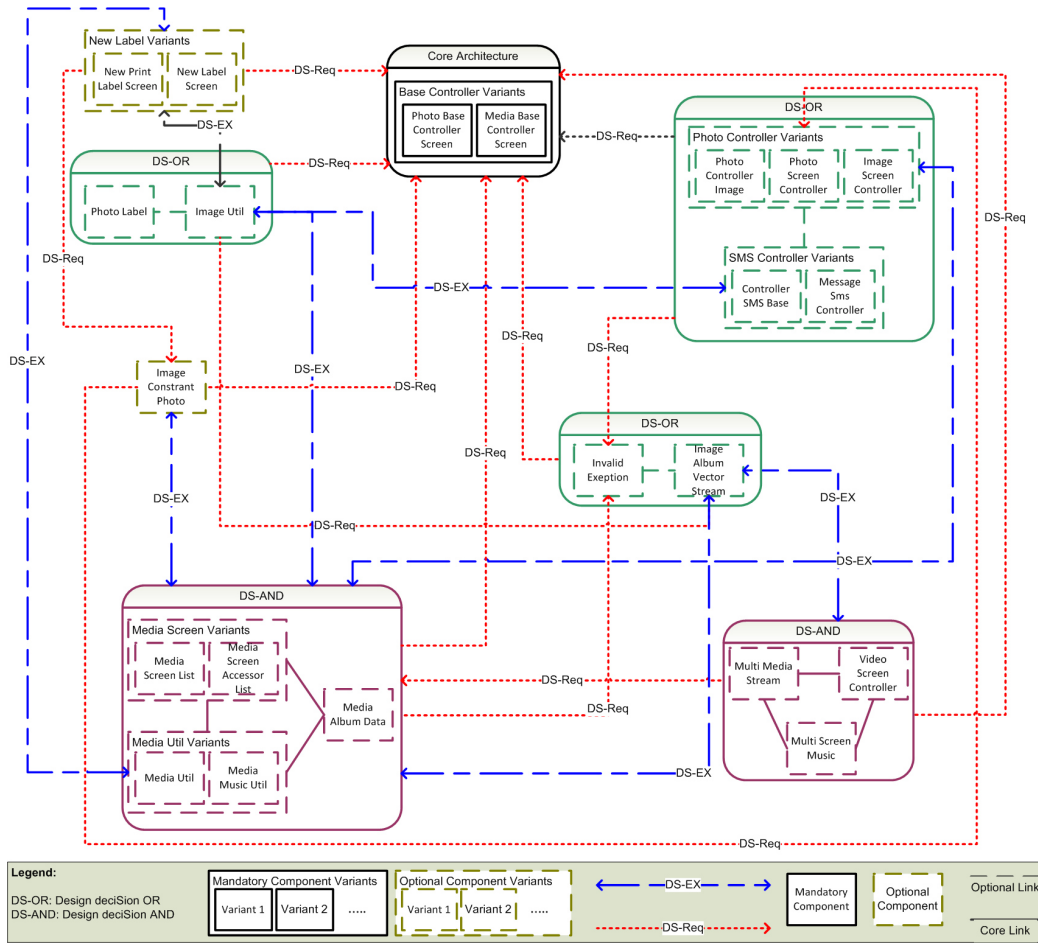 New Label Variants
New Print
Label Screen
New Label
Screen
DS-Req
Core Architecture
Base Controller Variants
Photo Base
Controller
Screen
Media Base
Controller
Screen
DS-EX
DS-OR
Photo Label
Image Util
DS-Req
DS-Req
DS-OR
Photo Controller Variants
Photo
Controller
Image
Photo
Screen
Controller
Image
Screen
Controller
SMS Controller Variants
Controller
SMS Base
Message
Sms
Controller
DS-Req
DS-Req
DS-EX
DS-EX
DS-EX
DS-Req
DS-Req
Image
Constrant
Photo
DS-Req
DS-OR
Invalid
Exeption
Image
Album
Vector
Stream
DS-Req
DS-EX
DS-EX
DS-Req
DS-EX
DS-AND
Media Screen Variants
Media
Screen List
Media
Screen
Accessor
List
Media
Album Data
Media Util Variants
Media Util
Media
Music Util
DS-Req
DS-Req
DS-EX
DS-AND
Multi Media
Stream
Video
Screen
Controller
Multi Screen
Music
DS-Req
Legend:
DS-OR: Design deciSion OR
DS-AND: Design deciSion AND
Mandatory Component Variants
Variant 1
Variant 2
.....
Optional Component Variants
Variant 1
Variant 2
.....
DS-EX
DS-Req
Mandatory
Component
Optional
Component
Optional Link
Core Link